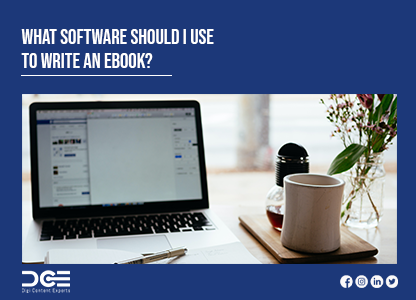 WHAT SOFTWARE SHOULD I USE
TO WRITE AN EBOOK?
DCE
Digi Content Experts